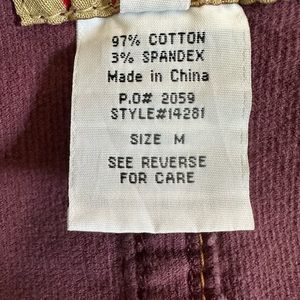 97% COTTON
3% SPANDEX
Made in China
P.O# 2059
STYLE#14281
SIZE M
SEE REVERSE
FOR CARE